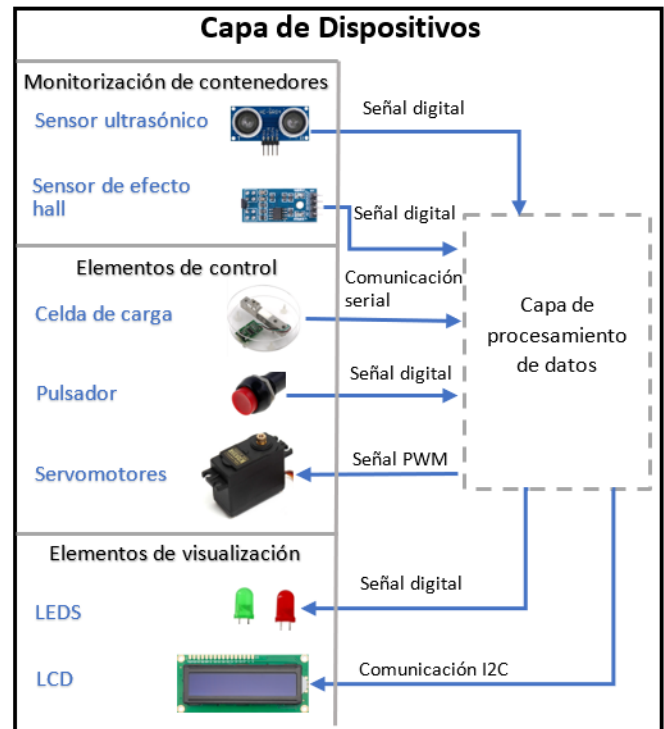 Capa de Dispositivos
Monitorización de contenedores
Sensor ultrasónico
Señal digital
Sensor de efecto
hall
Señal digital
Elementos de control
Comunicación
serial
Celda de carga
Capa de
procesamiento
de datos
Pulsador
Señal digital
Servomotores
Señal PWM
Elementos de visualización
LEDS
Señal digital
LCD
Comunicación I2C